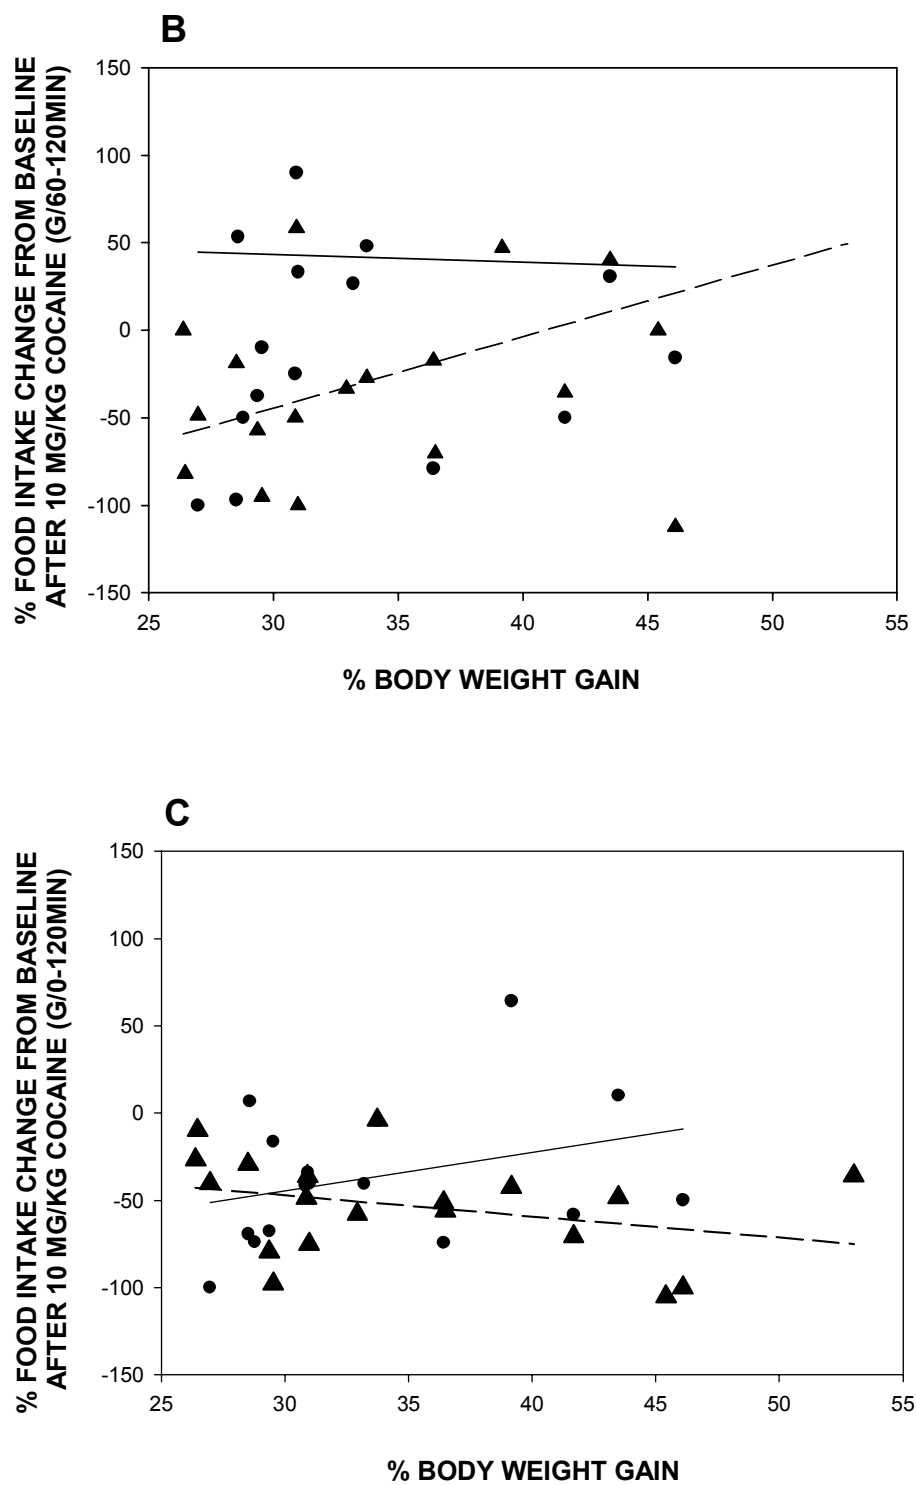 B
% FOOD INTAKE CHANGE FROM BASELINE
AFTER 10 MG/KG COCAINE (G/60-120MIN)
150
100
50
0
-50
-100
-150
25 30 35 40 45 50 55
% BODY WEIGHT GAIN
C
% FOOD INTAKE CHANGE FROM BASELINE
AFTER 10 MG/KG COCAINE (G/0-120MIN)
150
100
50
0
-50
-100
-150
25 30 35 40 45 50 55
% BODY WEIGHT GAIN